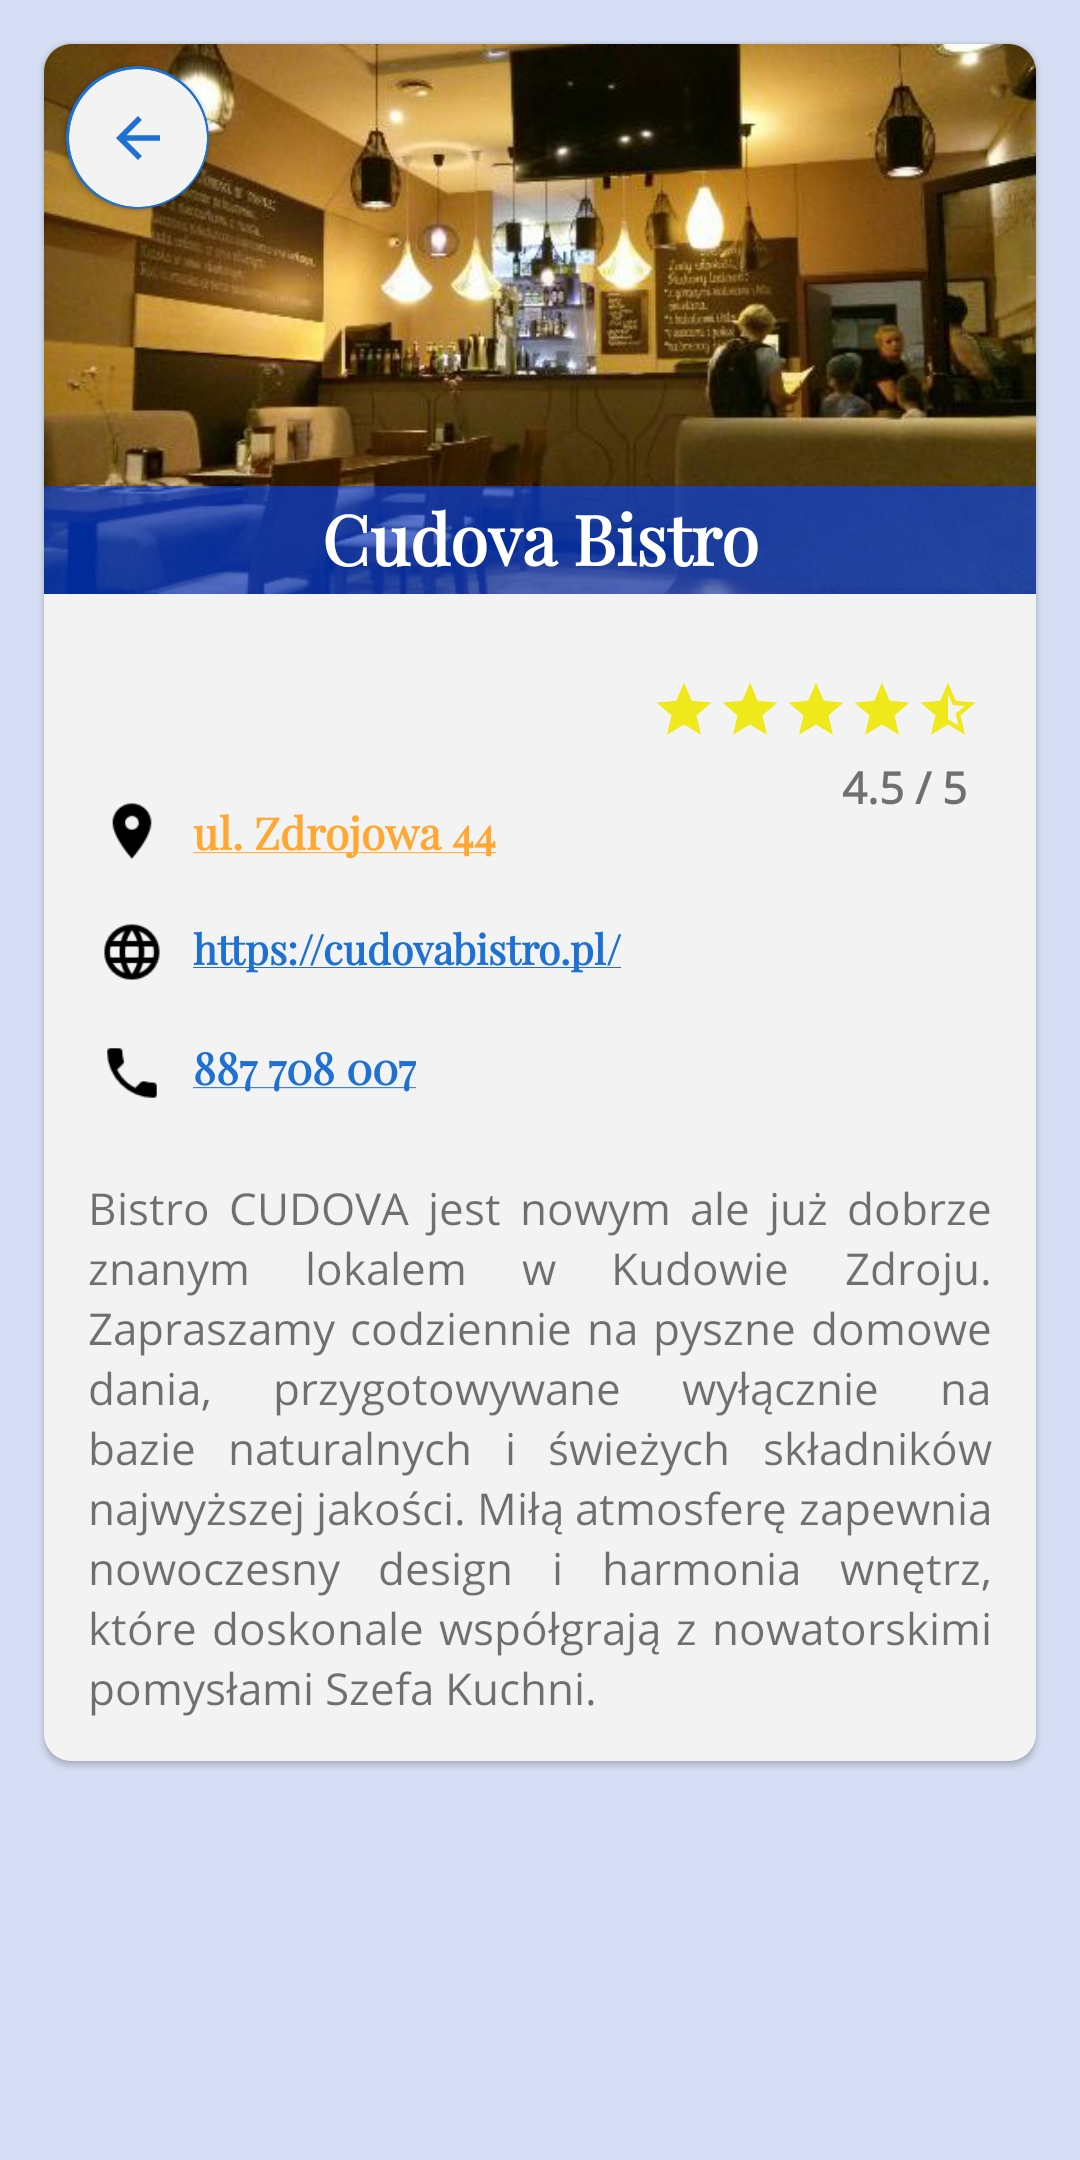 Cudova Bistro
4.5 / 5
ul. Zdrojowa 44
https://cudovabistro.pl/
887 708 007
Bistro CUDOVA jest nowym ale już dobrze
znanym lokalem w Kudowie Zdroju.
Zapraszamy codziennie na pyszne domowe
dania, przygotowywane wyłącznie na
bazie naturalnych i świeżych składników
najwyższej jakości. Miłą atmosferę zapewnia
nowoczesny design i harmonia wnętrz,
które doskonale współgrają z nowatorskimi
pomysłami Szefa Kuchni.